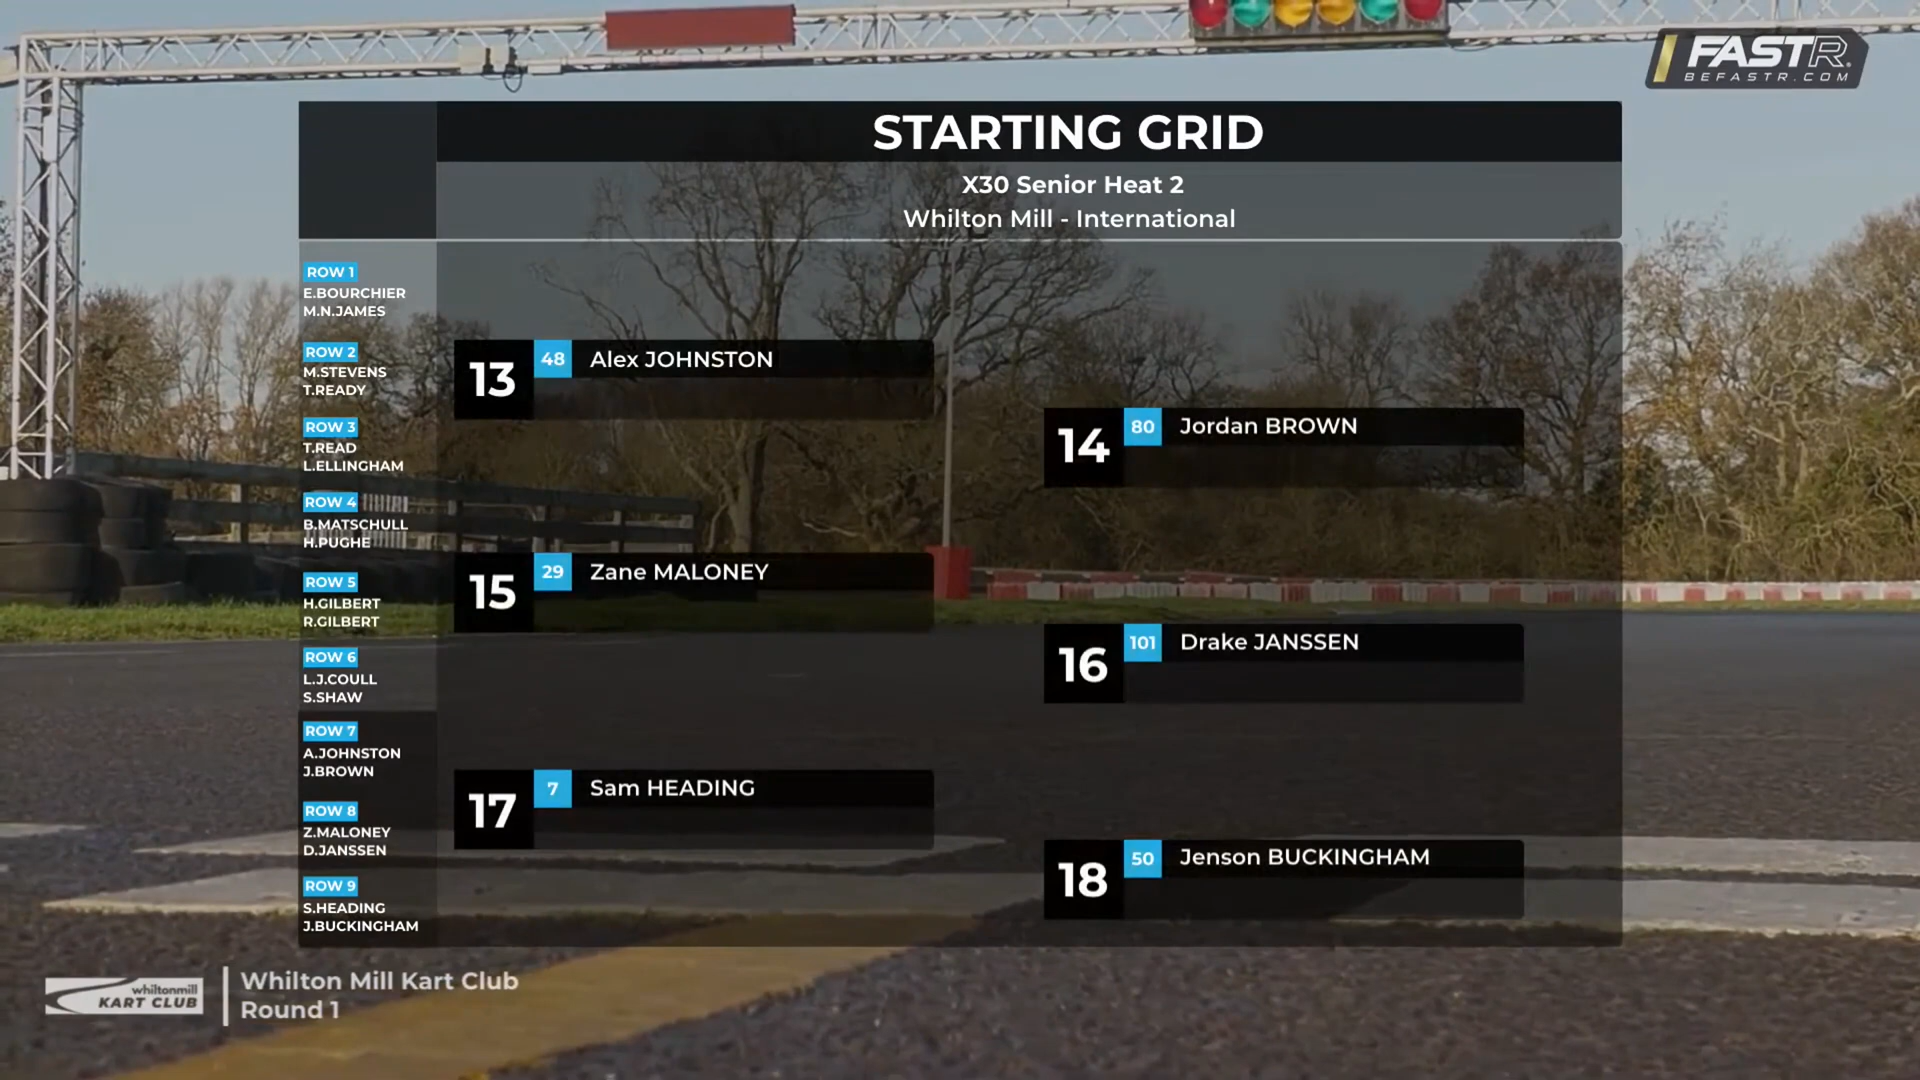 FASTR
BEFASTR.COM
STARTING GRID
X30 Senior Heat 2
Whilton Mill - International
ROW 1
E.BOURCHIER
M.N.JAMES
ROW 2
M.STEVENS
T.READY
ROW 3
T.READ
L.ELLINGHAM
ROW 4
B.MATSCHULL
H.PUGHE
ROW 5
H.GILBERT
R.GILBERT
ROW 6
L.J.COULL
S.SHAW
ROW 7
A.JOHNSTON
J.BROWN
ROW 8
Z.MALONEY
D.JANSSEN
ROW 9
S.HEADING
J.BUCKINGHAM
13 48 Alex JOHNSTON
14 80 Jordan BROWN
15 29 Zane MALONEY
16 101 Drake JANSSEN
17 7 Sam HEADING
18 50 Jenson BUCKINGHAM
whiltonmill
KART CLUB
Whilton Mill Kart Club
Round 1